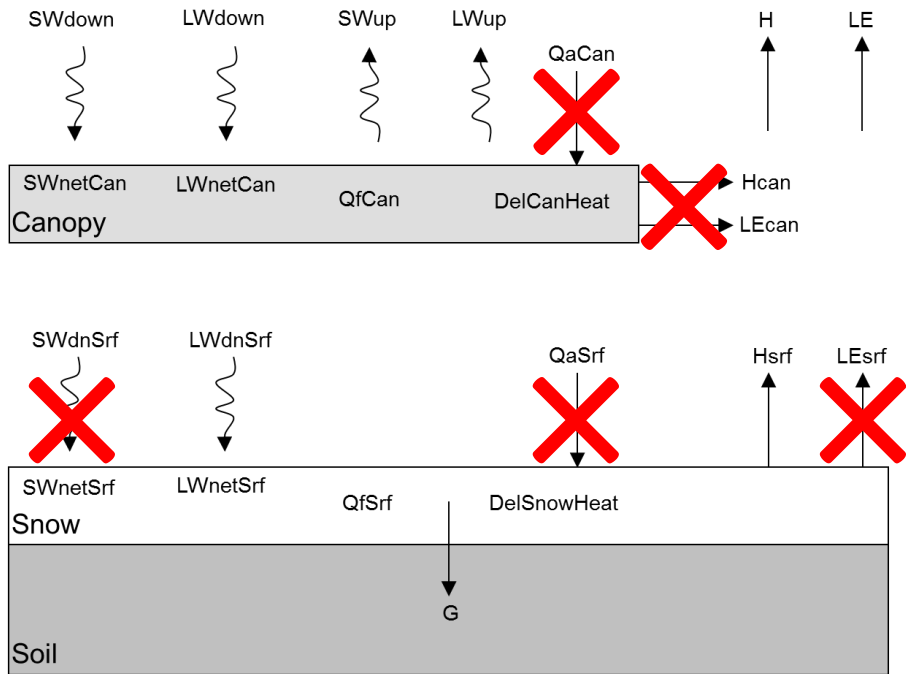 SWdown
LWdown
SWup
LWup
H
LE
QaCan
SWnetCan
LWnetCan
QfCan
DelCanHeat
Hcan
Canopy
LEcan
SWdnSrf
LWdnSrf
QaSrf
Hsrf
LEsrf
SWnetSrf
LWnetSrf
QfSrf
DelSnowHeat
Snow
G
Soil